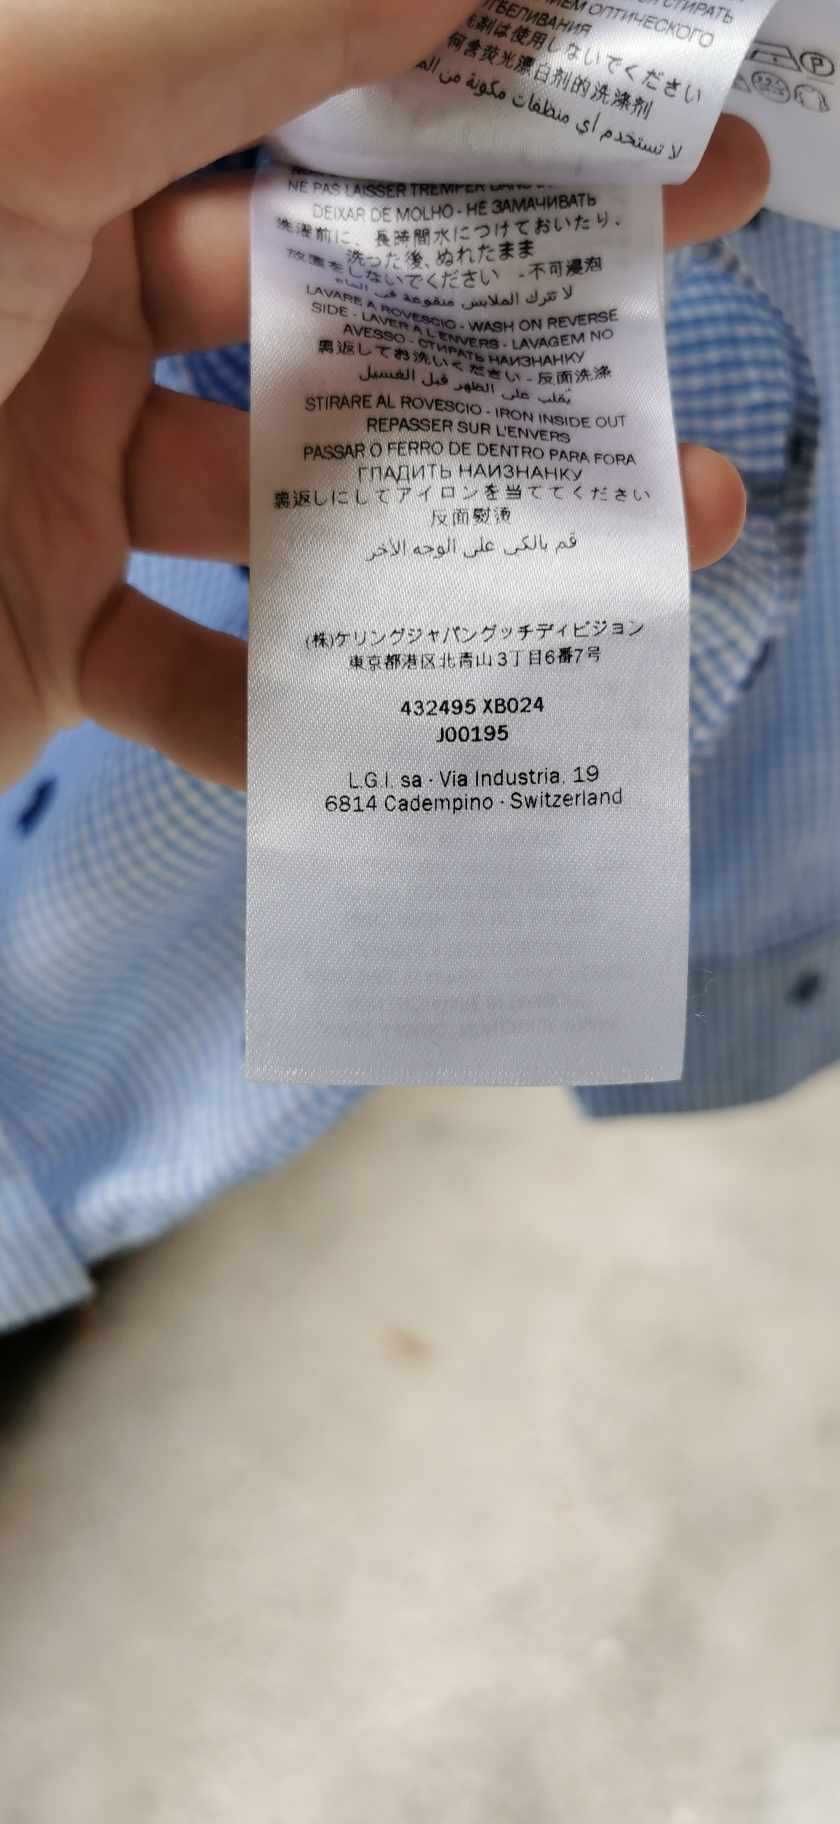 СТИРАТЬ
ОПТИЧЕСКОГО
ОТБЕЛИВАНИЯ
剤は使用しないでください
何含荧光漂白剂的洗涤剂
لا تستخدم أي منظفات مكونة من
NE PAS LAISSER TREMPER
DEIXAR DE MOLHO - НЕ ЗАМАЧИВАТЬ
洗濯前に、長時間水につけておいたり、
洗った後、ぬれたまま
放置をしないでください - 不可浸泡
لا تترك الملابس منقوعة في الماء
LAVARE A ROVESCIO - WASH ON REVERSE
SIDE - LAVER A L'ENVERS - LAVAGEM NO
AVESSO - СТИРАТЬ НАИЗНАНКУ
裏返してお洗いください - 反面洗涤
يُقلب على الظهر قبل الغسيل
STIRARE AL ROVESCIO - IRON INSIDE OUT
REPASSER SUR L'ENVERS
PASSAR O FERRO DE DENTRO PARA FORA
ГЛАДИТЬ НАИЗНАНКУ
裏返しにしてアイロンを当ててください
反面熨烫
قم بالكي على الوجه الآخر
(株)ケリングジャパングッチディビジョン
東京都港区北青山3丁目6番7号
432495 XB024
J00195
L.G.I. sa · Via Industria, 19
6814 Cadempino · Switzerland